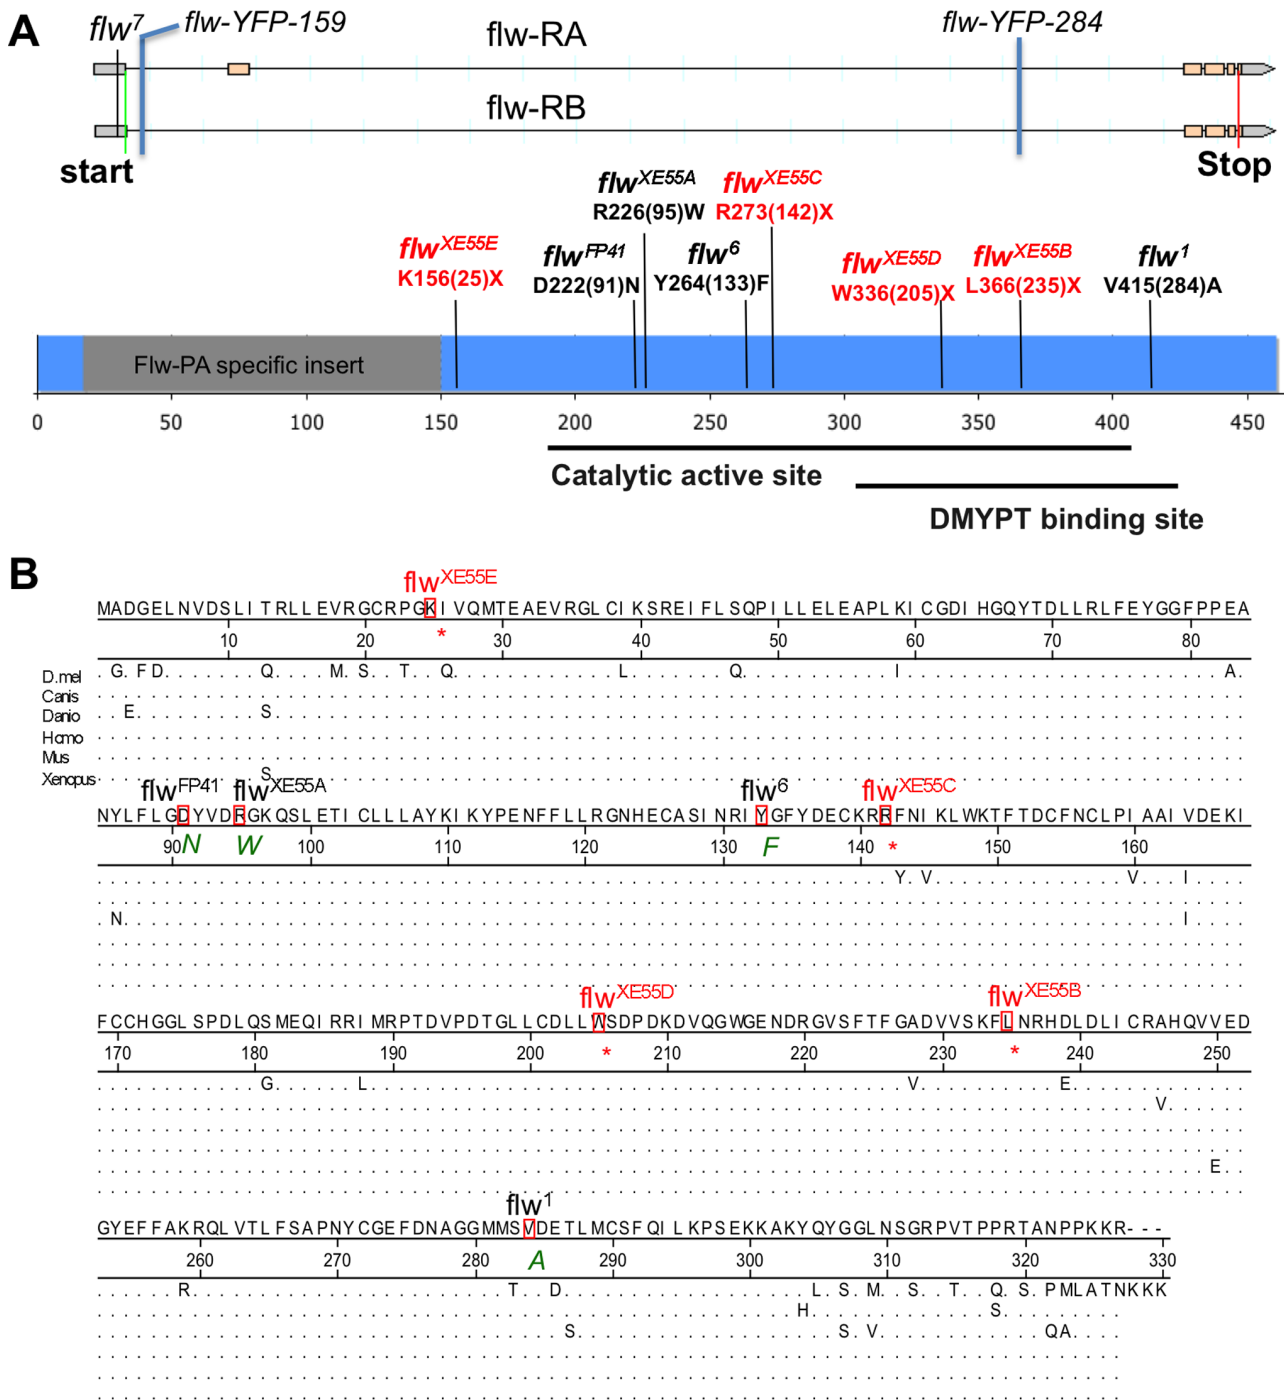 A
flw7 flw-YFP-159 flw-RA flw-YFP-284
flw-RB
start Stop
flwXE55A flwXE55C
R226(95)W R273(142)X
flwXE55E flwFP41 flw6 flwXE55D flwXE55B flw1
K156(25)X D222(91)N Y264(133)F W336(205)X L366(235)X V415(284)A
Flw-PA specific insert
0 50 100 150 200 250 300 350 400 450
Catalytic active site
DMYPT binding site
B
flwXE55E
MADGELNVDSLITRLLEVRGCRPGKIVQMTEAEVRGLCIKSREIFLSQPILLELEAPLKICGDIHGQYTDLLRLFEYGGFPPEA
10 20 * 30 40 50 60 70 80
D.mel G. F D. Q M. S T Q. L Q. I A.
Canis
Danio E S
Homo
Mus
Xenopus S
flwFP41 flwXE55A flw6 flwXE55C
NYLFLGDYVDRGKQSLETICLLLAYKIKYPENFFLLRGNHECASINRIYGFYDECKRRFNIKLWKTFTDCFNCLPIAAIVDEKI
90 N W 100 110 120 130 F 140 * 150 160
Y. V V I
N. I
flwXE55D flwXE55B
FCCHGGLSPDLQSMEQIRRIMRPTDVPDTGLLCDLLWSDPDKDVQGWGENDRGVSFTFGADVVSKFLNRHDLDLICRAHQVVED
170 180 190 200 * 210 220 230 * 240 250
G. L V E
V.
E
flw1
GYEFFAKRQLVTLFSAPNYCGEFDNAGGMMSVDETLMCSFQILKPSEKKAKYQYGGLNSGRPVTPPRTANPPKKR---
260 270 280 A 290 300 310 320 330
R. T D. L. S. M. S. T. Q. S. PMLATNKKK
H S
S. S. V QA